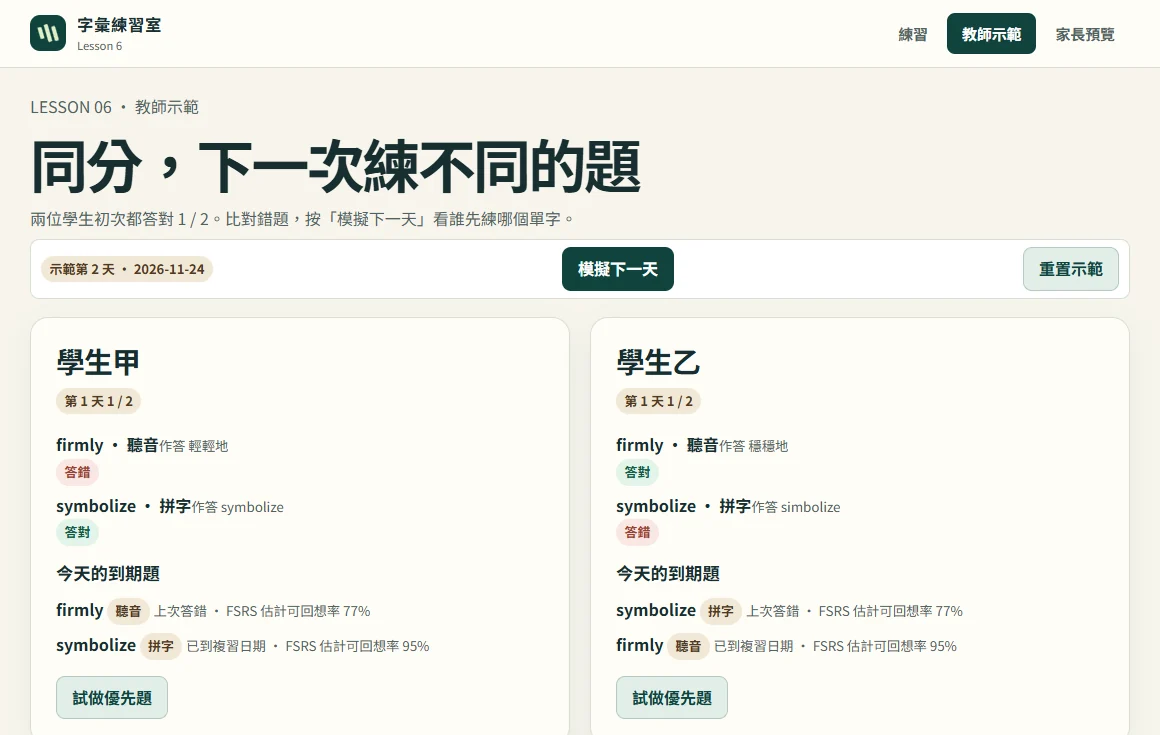 字彙練習室
Lesson 6
練習
教師示範
家長預覽
LESSON 06 · 教師示範
同分，下一次練不同的題
兩位學生初次都答對 1 / 2。比對錯題，按「模擬下一天」看誰先練哪個單字。
示範第 2 天 · 2026-11-24
模擬下一天
重置示範
學生甲
第 1 天 1 / 2
firmly · 聽音作答 輕輕地
答錯
symbolize · 拼字作答 symbolize
答對
今天的到期題
firmly 聽音 上次答錯 · FSRS 估計可回想率 77%
symbolize 拼字 已到複習日期 · FSRS 估計可回想率 95%
試做優先題
學生乙
第 1 天 1 / 2
firmly · 聽音作答 穩穩地
答對
symbolize · 拼字作答 simbolize
答錯
今天的到期題
symbolize 拼字 上次答錯 · FSRS 估計可回想率 77%
firmly 聽音 已到複習日期 · FSRS 估計可回想率 95%
試做優先題